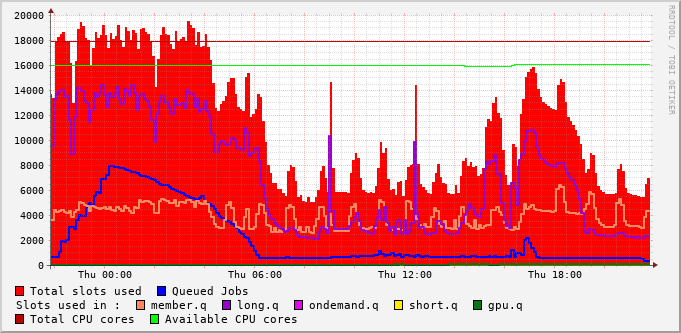 20000
18000
16000
14000
12000
10000
8000
6000
4000
2000
0
Thu 00:00 Thu 06:00 Thu 12:00 Thu 18:00
RRDTOOL / TOBI OETIKER
Total slots used Queued Jobs
Slots used in : member.q long.q ondemand.q short.q gpu.q
Total CPU cores Available CPU cores